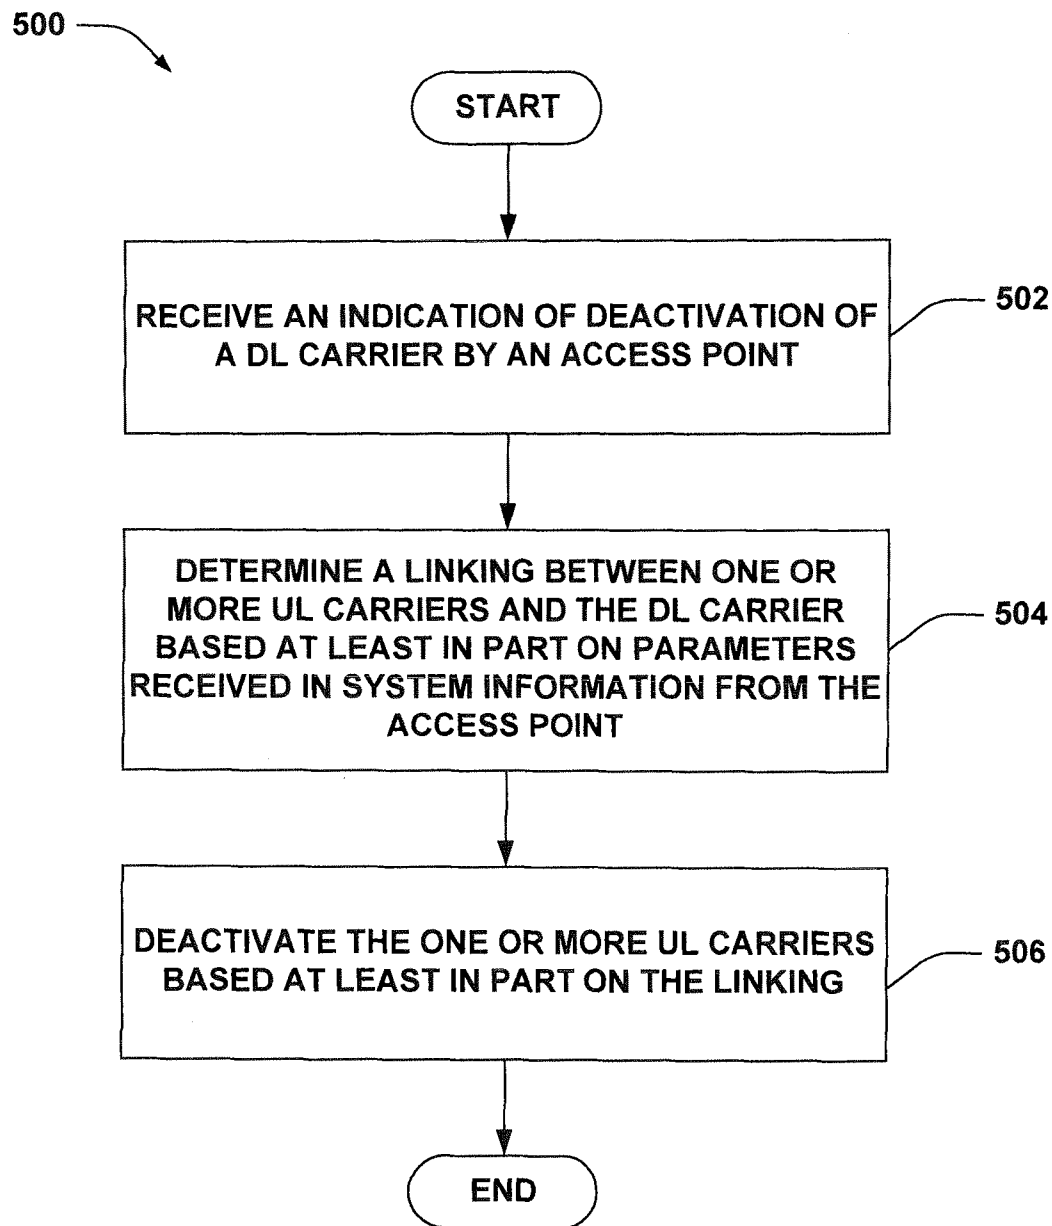 500
START
RECEIVE AN INDICATION OF DEACTIVATION OF
A DL CARRIER BY AN ACCESS POINT
502
DETERMINE A LINKING BETWEEN ONE OR
MORE UL CARRIERS AND THE DL CARRIER
BASED AT LEAST IN PART ON PARAMETERS
RECEIVED IN SYSTEM INFORMATION FROM THE
ACCESS POINT
504
DEACTIVATE THE ONE OR MORE UL CARRIERS
BASED AT LEAST IN PART ON THE LINKING
506
END